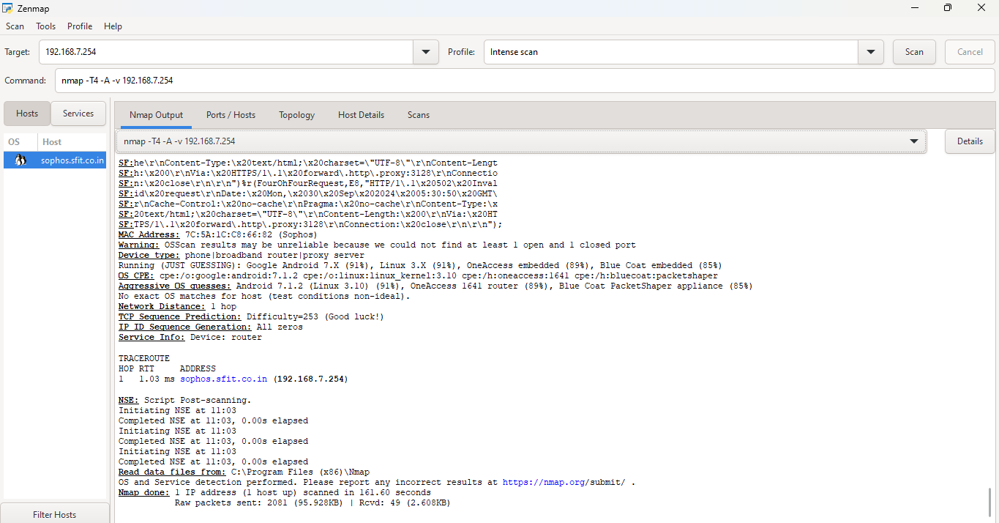 Zenmap
Scan Tools Profile Help
Target: 192.168.7.254 Profile: Intense scan Scan Cancel
Command: nmap -T4 -A -v 192.168.7.254
Hosts Services
Nmap Output Ports / Hosts Topology Host Details Scans
OS Host
nmap -T4 -A -v 192.168.7.254 Details
sophos.sfit.co.in
SF:he\r\nContent-Type:\x20text/html;\x20charset=\"UTF-8\"\r\nContent-Lengt
SF:h:\x200\r\nVia:\x20HTTPS/1\.1\x20forward\.http\.proxy:3128\r\nConnectio
SF:n:\x20close\r\n\r\n")%r(FourOhFourRequest,E8,"HTTP/1\.1\x20502\x20Inval
SF:id\x20request\r\nDate:\x20Mon,\x2030\x20Sep\x202024\x2005:30:50\x20GMT\
SF:r\nCache-Control:\x20no-cache\r\nPragma:\x20no-cache\r\nContent-Type:\x
SF:20text/html;\x20charset=\"UTF-8\"\r\nContent-Length:\x200\r\nVia:\x20HT
SF:TPS/1\.1\x20forward\.http\.proxy:3128\r\nConnection:\x20close\r\n\r\n");
MAC Address: 7C:5A:1C:C8:66:82 (Sophos)
Warning: OSScan results may be unreliable because we could not find at least 1 open and 1 closed port
Device type: phone|broadband router|proxy server
Running (JUST GUESSING): Google Android 7.X (91%), Linux 3.X (91%), OneAccess embedded (89%), Blue Coat embedded (85%)
OS CPE: cpe:/o:google:android:7.1.2 cpe:/o:linux:linux_kernel:3.10 cpe:/h:oneaccess:1641 cpe:/h:bluecoat:packetshaper
Aggressive OS guesses: Android 7.1.2 (Linux 3.10) (91%), OneAccess 1641 router (89%), Blue Coat PacketShaper appliance (85%)
No exact OS matches for host (test conditions non-ideal).
Network Distance: 1 hop
TCP Sequence Prediction: Difficulty=253 (Good luck!)
IP ID Sequence Generation: All zeros
Service Info: Device: router
TRACEROUTE
HOP RTT ADDRESS
1 1.03 ms sophos.sfit.co.in (192.168.7.254)
NSE: Script Post-scanning.
Initiating NSE at 11:03
Completed NSE at 11:03, 0.00s elapsed
Initiating NSE at 11:03
Completed NSE at 11:03, 0.00s elapsed
Initiating NSE at 11:03
Completed NSE at 11:03, 0.00s elapsed
Read data files from: C:\Program Files (x86)\Nmap
OS and Service detection performed. Please report any incorrect results at https://nmap.org/submit/ .
Nmap done: 1 IP address (1 host up) scanned in 161.60 seconds
Raw packets sent: 2081 (95.928KB) | Rcvd: 49 (2.608KB)
Filter Hosts